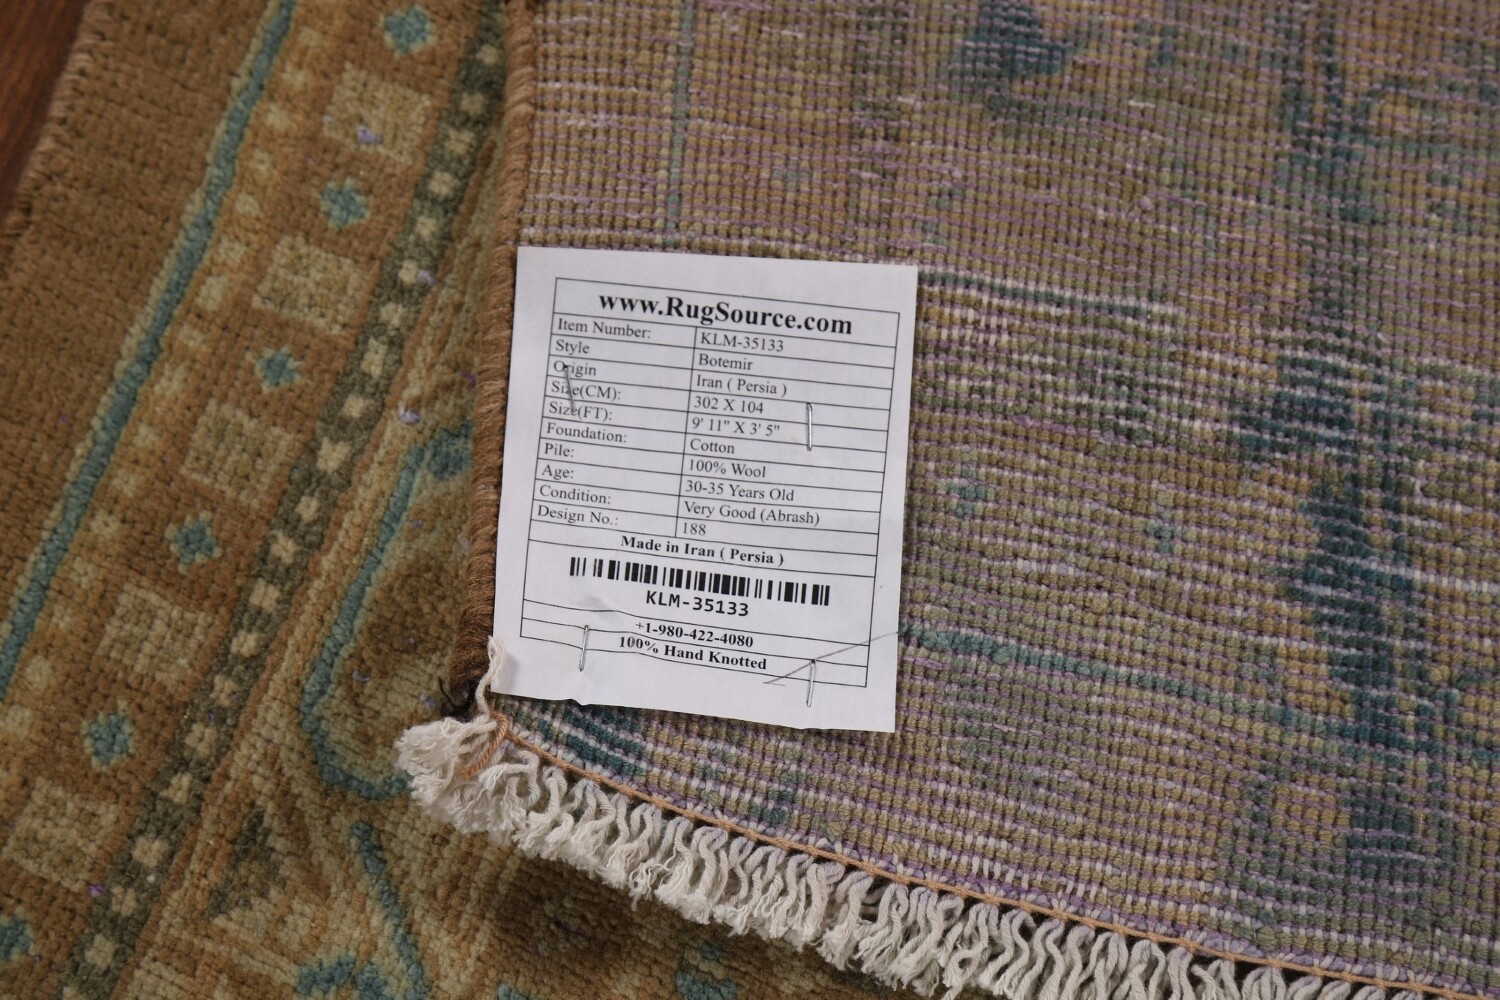 www.RugSource.com
Item Number: KLM-35133
Style Botemir
Origin Iran ( Persia )
Size(CM): 302 X 104
Size(FT): 9' 11" X 3' 5"
Foundation: Cotton
Pile: 100% Wool
Age: 30-35 Years Old
Condition: Very Good (Abrash)
Design No.: 188
Made in Iran ( Persia )
KLM-35133
+1-980-422-4080
100% Hand Knotted